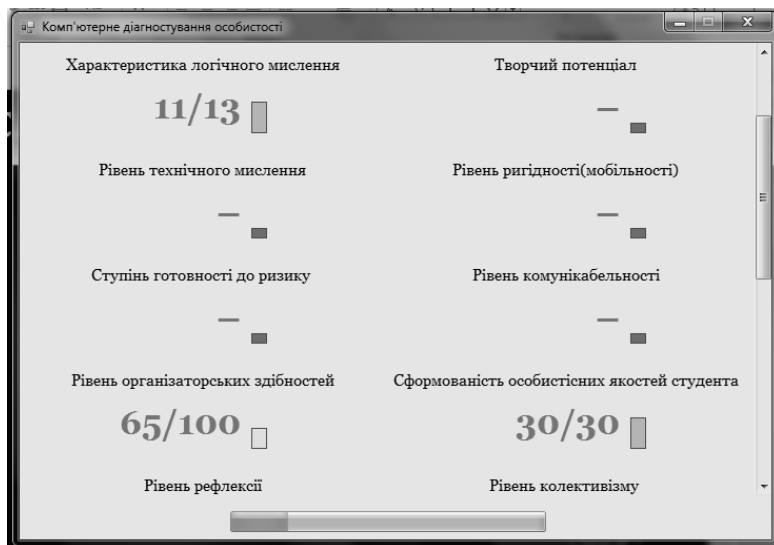 Комп'ютерне діагностування особистості
Характеристика логічного мислення
Творчий потенціал
11/13
–
Рівень технічного мислення
Рівень ригідності(мобільності)
–
–
Ступінь готовності до ризику
Рівень комунікабельності
–
–
Рівень організаторських здібностей
Сформованість особистісних якостей студента
65/100
30/30
Рівень рефлексії
Рівень колективізму